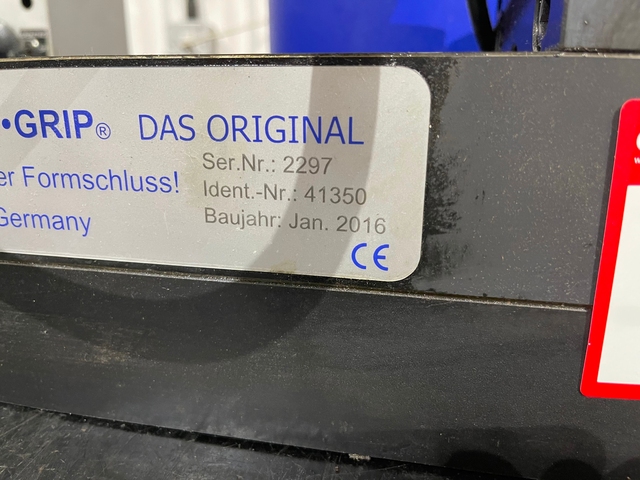 •GRIP® DAS ORIGINAL
er Formschluss!
Germany
Ser.Nr.: 2297
Ident.-Nr.: 41350
Baujahr: Jan. 2016
CE